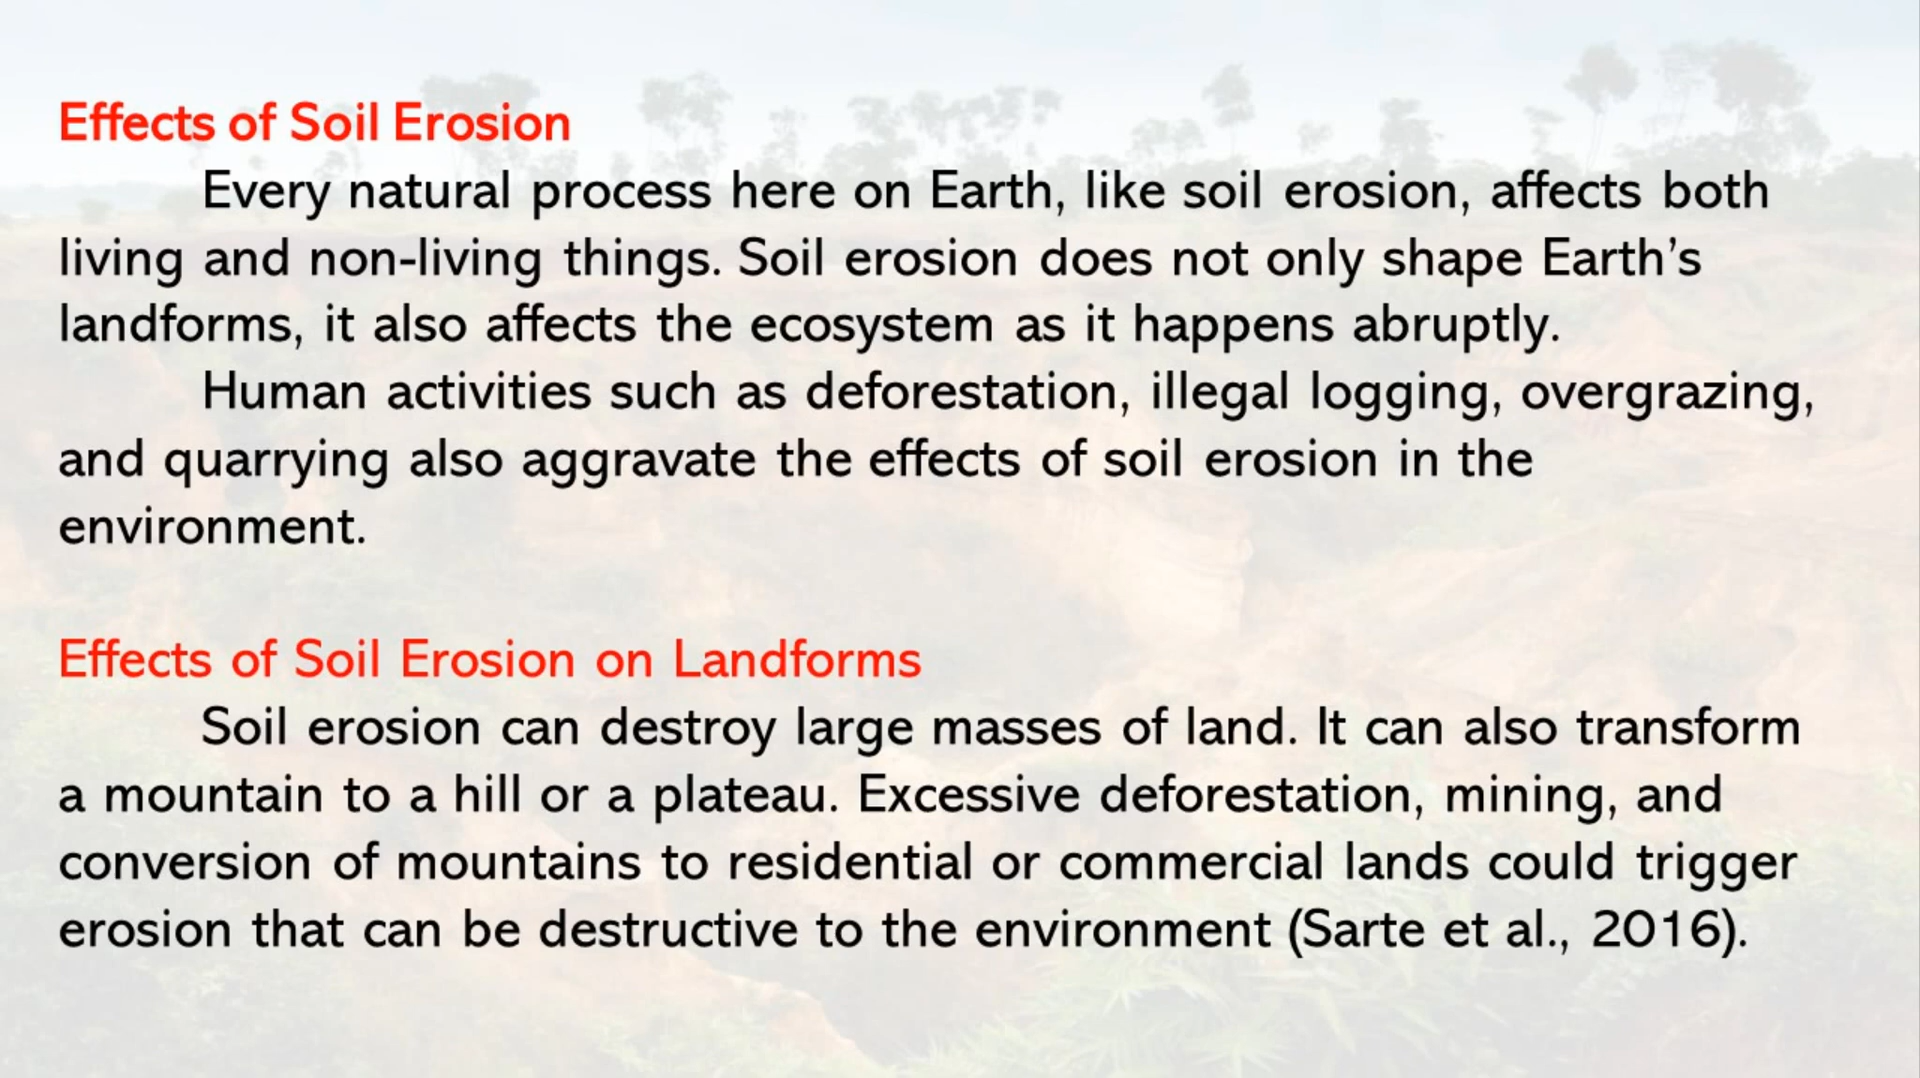 Effects of Soil Erosion
Every natural process here on Earth, like soil erosion, affects both
living and non-living things. Soil erosion does not only shape Earth’s
landforms, it also affects the ecosystem as it happens abruptly.
Human activities such as deforestation, illegal logging, overgrazing,
and quarrying also aggravate the effects of soil erosion in the
environment.
Effects of Soil Erosion on Landforms
Soil erosion can destroy large masses of land. It can also transform
a mountain to a hill or a plateau. Excessive deforestation, mining, and
conversion of mountains to residential or commercial lands could trigger
erosion that can be destructive to the environment (Sarte et al., 2016).